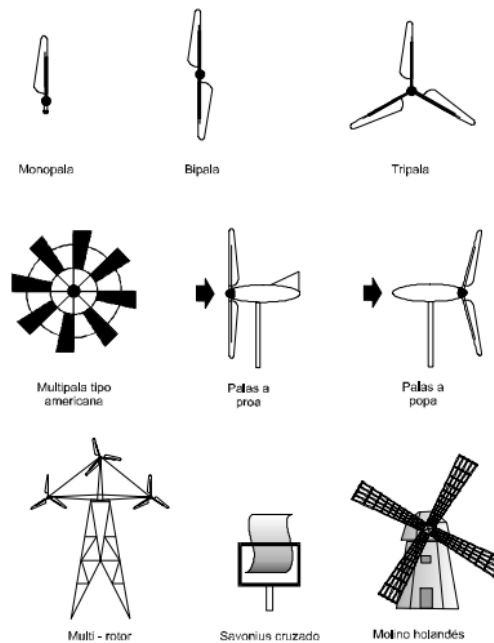 Monopala
Bipala
Tripala
Multipala tipo
americana
Palas a
proa
Palas a
popa
Multi - rotor
Savonius cruzado
Molino holandés